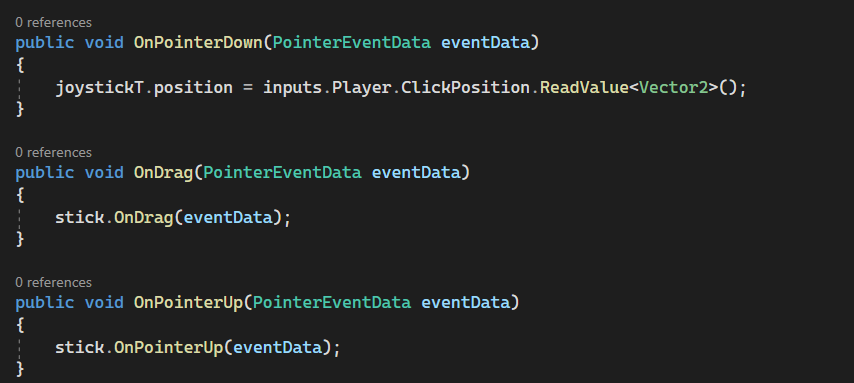 0 references
public void OnPointerDown(PointerEventData eventData)
{
    joystickT.position = inputs.Player.ClickPosition.ReadValue<Vector2>();
}
0 references
public void OnDrag(PointerEventData eventData)
{
    stick.OnDrag(eventData);
}
0 references
public void OnPointerUp(PointerEventData eventData)
{
    stick.OnPointerUp(eventData);
}